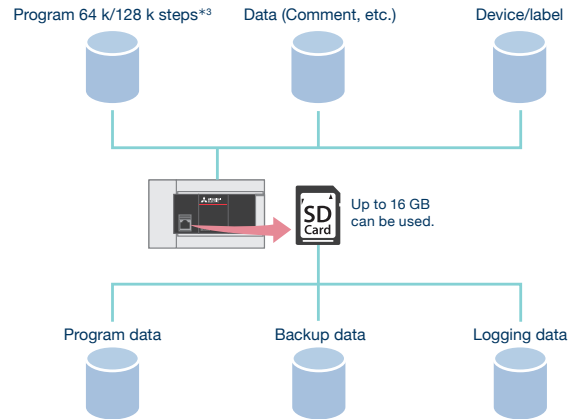 Program 64 k/128 k steps*3
Data (Comment, etc.)
Device/label
SD
Card
Up to 16 GB
can be used.
Program data
Backup data
Logging data